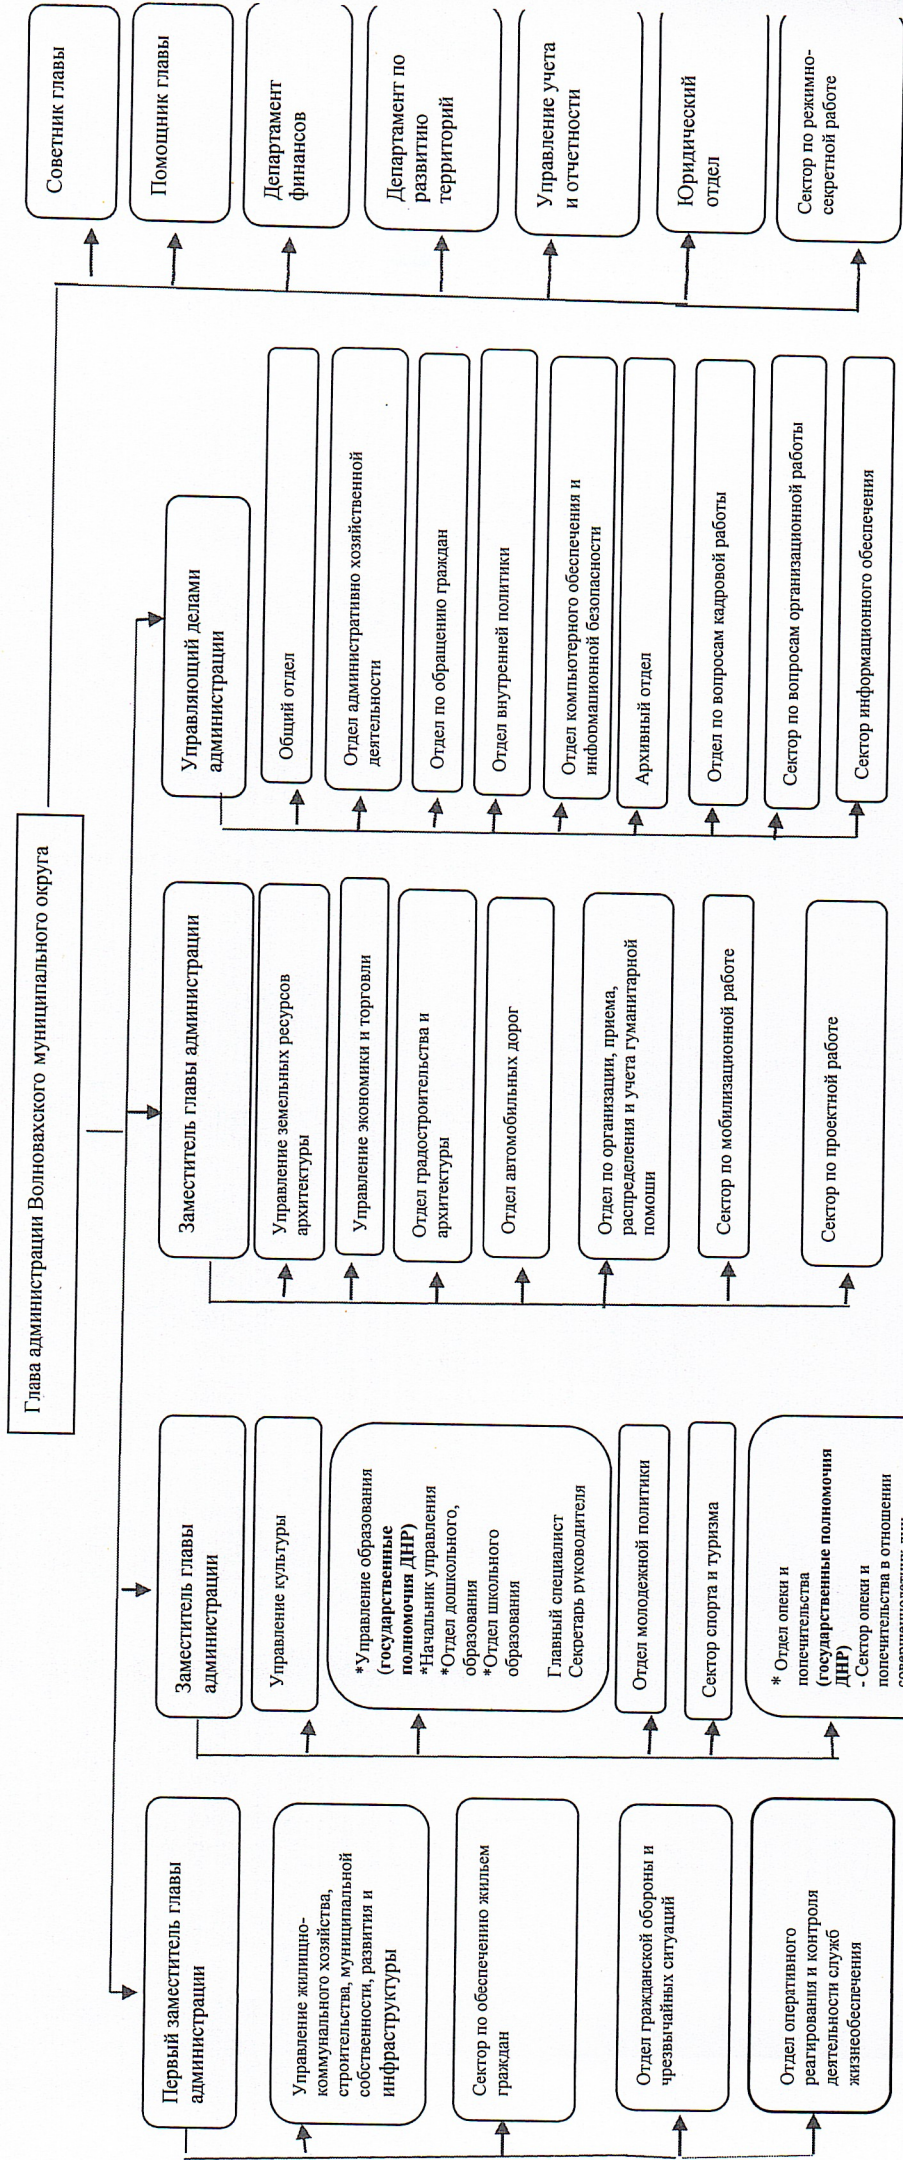 Глава администрации Волновахского муниципального округа
Первый заместитель главы
администрации
Управление жилищно-
коммунального хозяйства,
строительства, муниципальной
собственности, развития и
инфраструктуры
Сектор по обеспечению жильем
граждан
Отдел гражданской обороны и
чрезвычайных ситуаций
Отдел оперативного
реагирования и контроля
деятельности служб
жизнеобеспечения
Заместитель главы
администрации
Управление культуры
*Управление образования
(государственные
полномочия ДНР)
*Начальник управления
*Отдел дошкольного,
образования
*Отдел школьного
образования
Главный специалист
Секретарь руководителя
Отдел молодежной политики
Сектор спорта и туризма
* Отдел опеки и
попечительства
(государственные полномочия
ДНР)
- Сектор опеки и
попечительства в отношении
Заместитель главы администрации
Управление земельных ресурсов
архитектуры
Управление экономики и торговли
Отдел градостроительства и
архитектуры
Отдел автомобильных дорог
Отдел по организации, приема,
распределения и учета гуманитарной
помощи
Сектор по мобилизационной работе
Сектор по проектной работе
Управляющий делами
администрации
Общий отдел
Отдел административно хозяйственной
деятельности
Отдел по обращению граждан
Отдел внутренней политики
Отдел компьютерного обеспечения и
информационной безопасности
Архивный отдел
Отдел по вопросам кадровой работы
Сектор по вопросам организационной работы
Сектор информационного обеспечения
Советник главы
Помощник главы
Департамент
финансов
Департамент по
развитию
территорий
Управление учета
и отчетности
Юридический
отдел
Сектор по режимно-
секретной работе